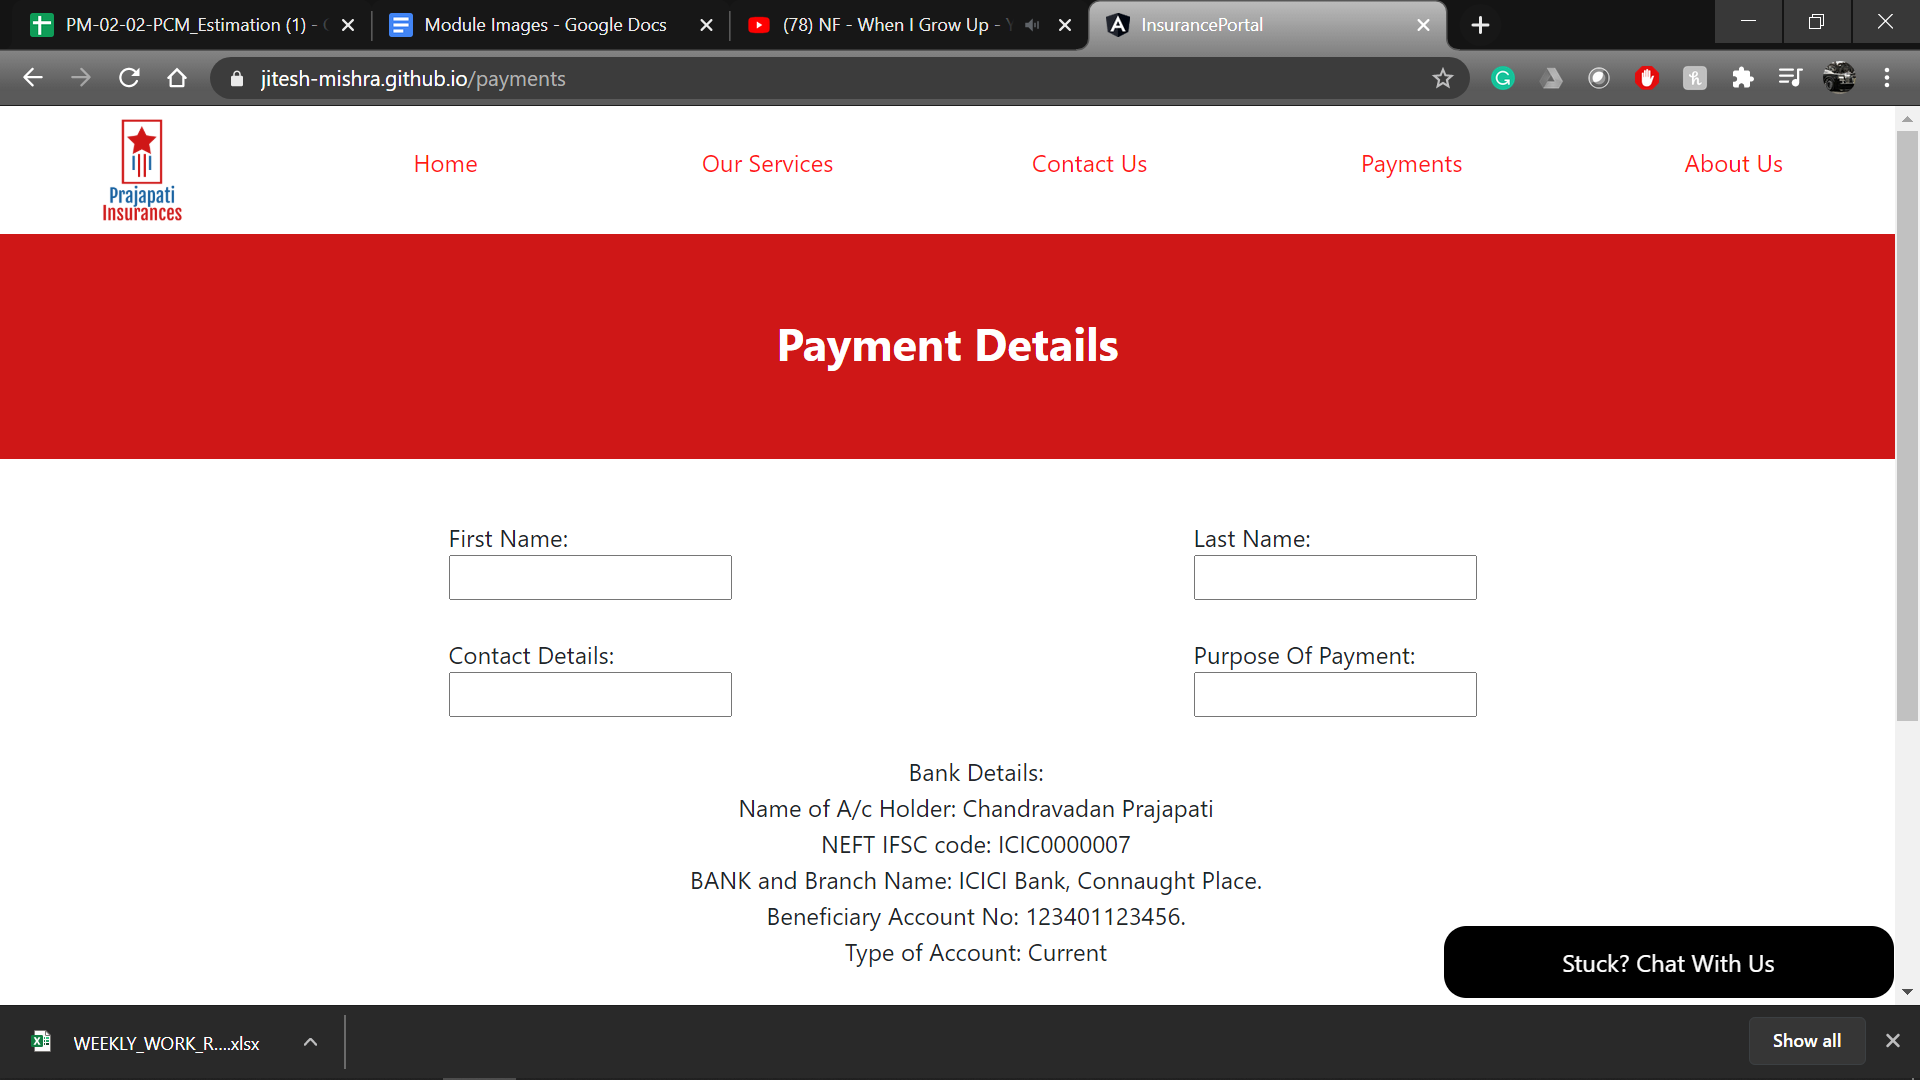 PM-02-02-PCM_Estimation (1) -
Module Images - Google Docs
(78) NF - When I Grow Up -
InsurancePortal
jitesh-mishra.github.io/payments
Prajapati
Insurances
Home
Our Services
Contact Us
Payments
About Us
Payment Details
First Name:
Last Name:
Contact Details:
Purpose Of Payment:
Bank Details:
Name of A/c Holder: Chandravadan Prajapati
NEFT IFSC code: ICIC0000007
BANK and Branch Name: ICICI Bank, Connaught Place.
Beneficiary Account No: 123401123456.
Type of Account: Current
Stuck? Chat With Us
WEEKLY_WORK_R....xlsx
Show all